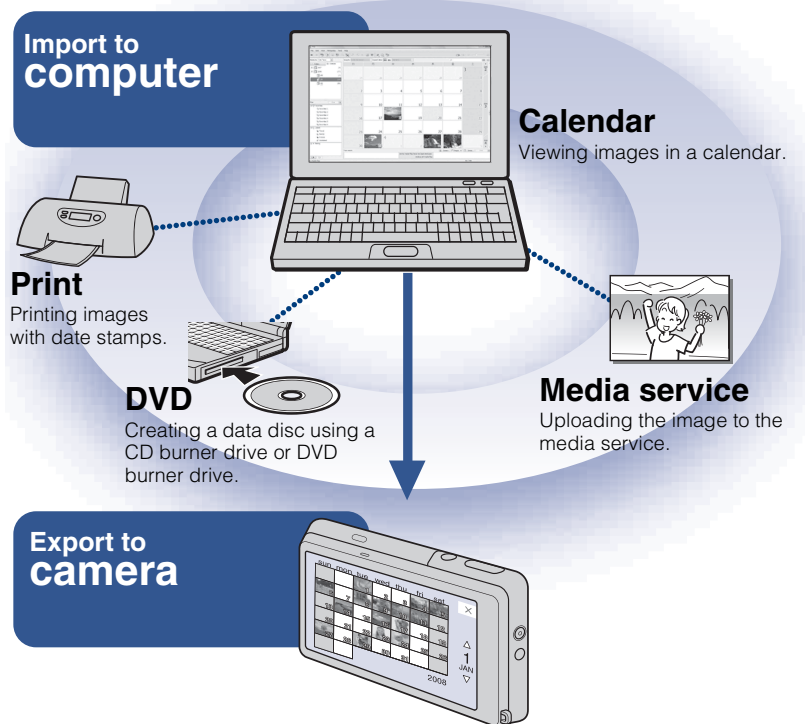 Import to
computer
Calendar
Viewing images in a calendar.
Print
Printing images
with date stamps.
DVD
Creating a data disc using a
CD burner drive or DVD
burner drive.
Media service
Uploading the image to the
media service.
Export to
camera
sun mon tue wed thu fri sat
1
JAN
2008